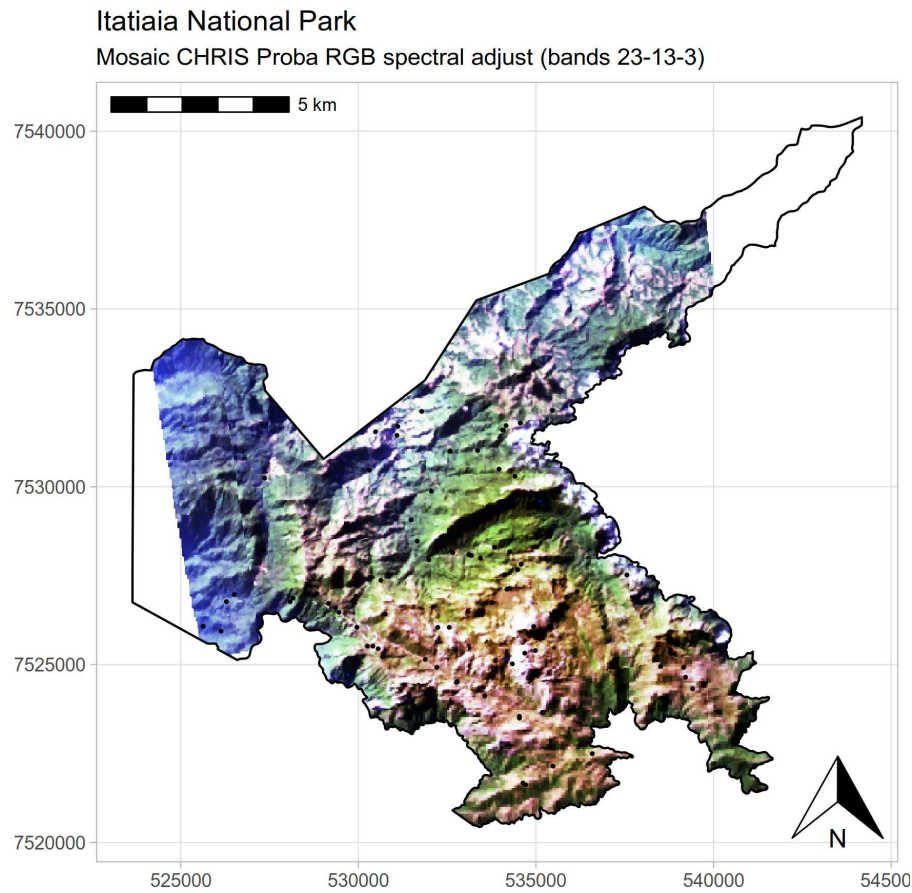 Itatiaia National Park
Mosaic CHRIS Proba RGB spectral adjust (bands 23-13-3)
5 km
7540000
7535000
7530000
7525000
7520000
N
525000 530000 535000 540000 54500